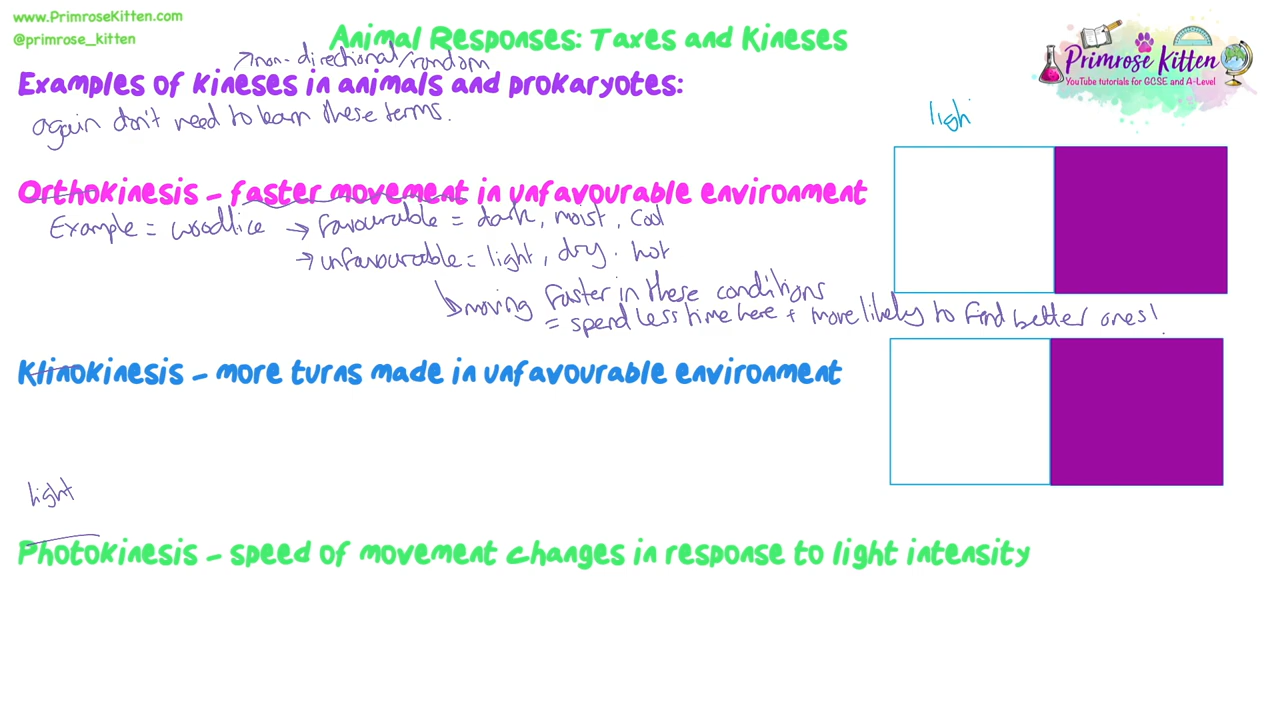 www.PrimroseKitten.com
@primrose_kitten
Animal Responses: Taxes and Kineses
Primrose Kitten
YouTube tutorials for GCSE and A-Level
→non-directional/random
Examples of kineses in animals and prokaryotes:
again don't need to learn these terms.
ligh
Orthokinesis – faster movement in unfavourable environment
Example = woodlice → favourable = dark, moist, cool
→ unfavourable = light, dry, hot
↳moving faster in these conditions
= spend less time here + more likely to find better ones!
Klinokinesis – more turns made in unfavourable environment
light
Photokinesis – speed of movement changes in response to light intensity